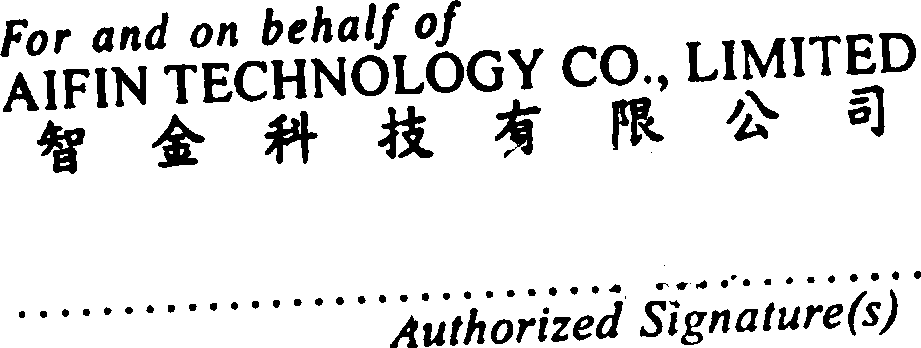 For and on behalf of
AIFIN TECHNOLOGY CO., LIMITED
智金科技有限公司
Authorized Signature(s)